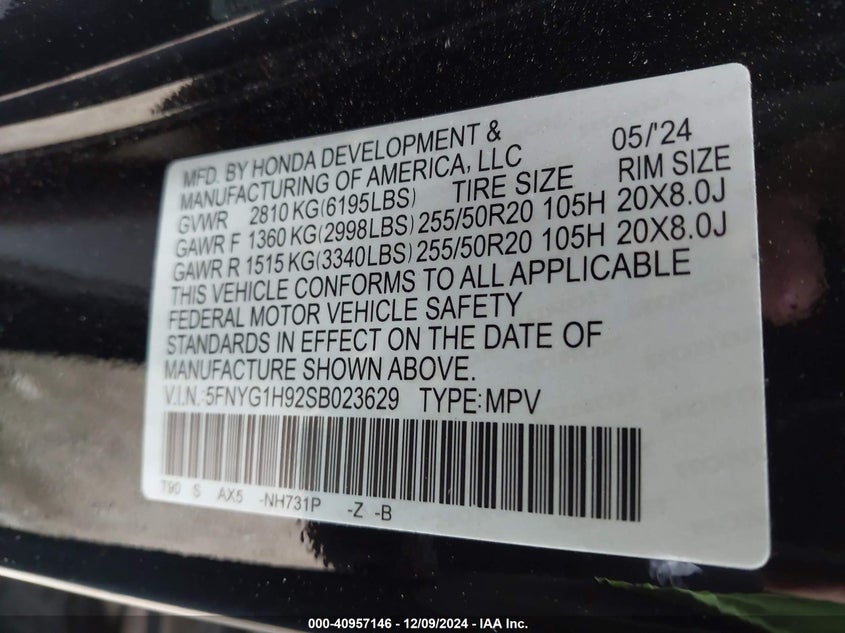 MFD. BY HONDA DEVELOPMENT & 05/'24
MANUFACTURING OF AMERICA, LLC
GVWR 2810 KG(6195LBS) TIRE SIZE RIM SIZE
GAWR F 1360 KG(2998LBS) 255/50R20 105H 20X8.0J
GAWR R 1515 KG(3340LBS) 255/50R20 105H 20X8.0J
THIS VEHICLE CONFORMS TO ALL APPLICABLE
FEDERAL MOTOR VEHICLE SAFETY
STANDARDS IN EFFECT ON THE DATE OF
MANUFACTURE SHOWN ABOVE.
V.I.N.:5FNYG1H92SB023629 TYPE:MPV
T90 S AX5 -NH731P -Z -B
000-40957146 - 12/09/2024 - IAA Inc.